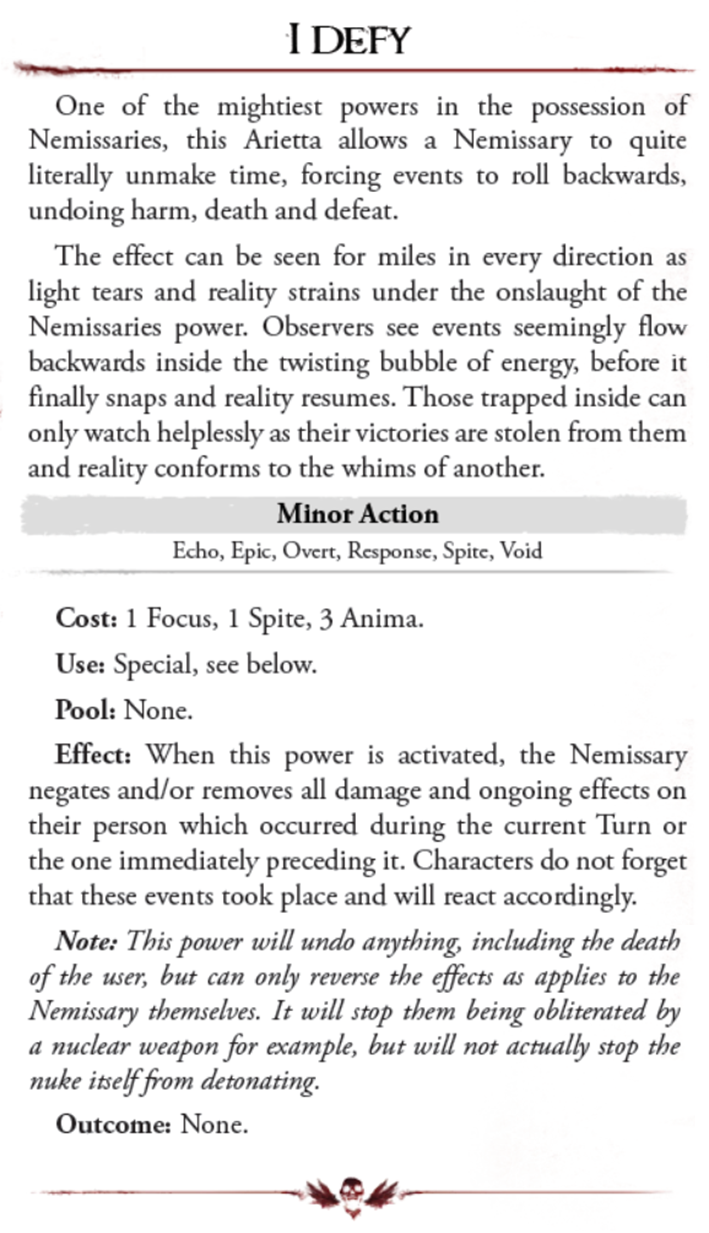 I DEFY
One of the mightiest powers in the possession of
Nemissaries, this Arietta allows a Nemissary to quite
literally unmake time, forcing events to roll backwards,
undoing harm, death and defeat.
The effect can be seen for miles in every direction as
light tears and reality strains under the onslaught of the
Nemissaries power. Observers see events seemingly flow
backwards inside the twisting bubble of energy, before it
finally snaps and reality resumes. Those trapped inside can
only watch helplessly as their victories are stolen from them
and reality conforms to the whims of another.
Minor Action
Echo, Epic, Overt, Response, Spite, Void
Cost: 1 Focus, 1 Spite, 3 Anima.
Use: Special, see below.
Pool: None.
Effect: When this power is activated, the Nemissary
negates and/or removes all damage and ongoing effects on
their person which occurred during the current Turn or
the one immediately preceding it. Characters do not forget
that these events took place and will react accordingly.
Note: This power will undo anything, including the death
of the user, but can only reverse the effects as applies to the
Nemissary themselves. It will stop them being obliterated by
a nuclear weapon for example, but will not actually stop the
nuke itself from detonating.
Outcome: None.